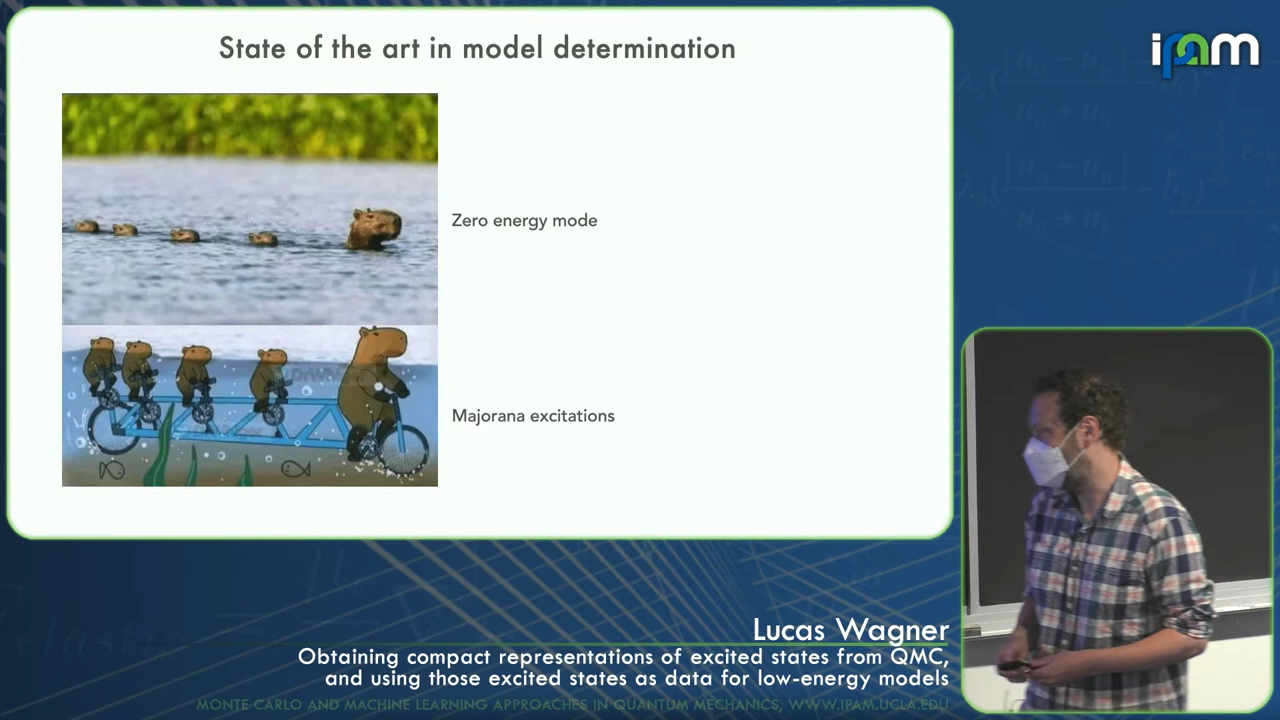 State of the art in model determination
ipam
Zero energy mode
Majorana excitations
Lucas Wagner
Obtaining compact representations of excited states from QMC,
and using those excited states as data for low-energy models
MONTE CARLO AND MACHINE LEARNING APPROACHES IN QUANTUM MECHANICS, WWW.IPAM.UCLA.EDU